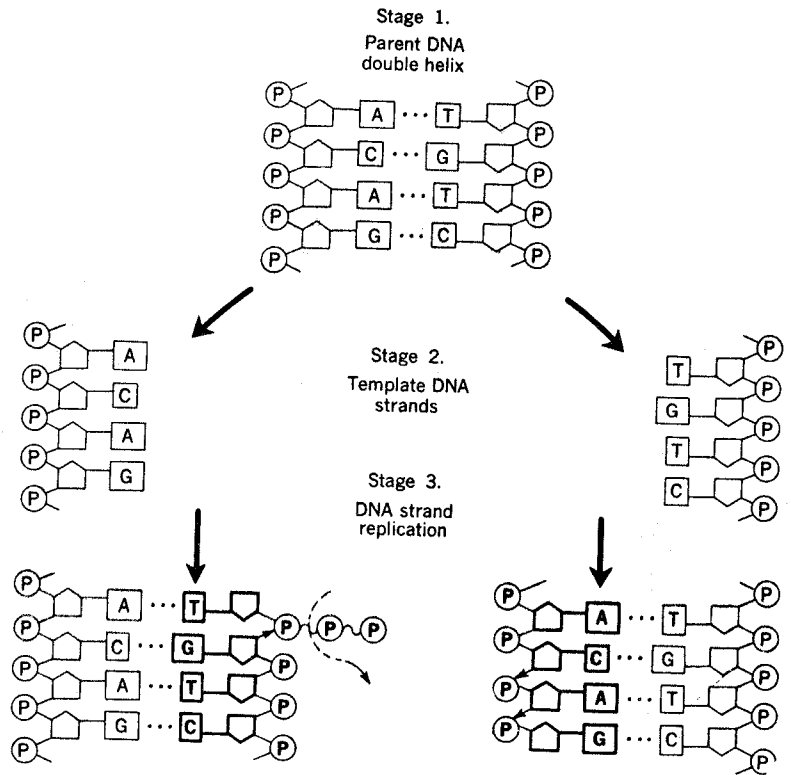 Stage 1.
Parent DNA
double helix
P P
A ··· T
P P
C ··· G
P P
A ··· T
P P
G ··· C
P P
Stage 2.
Template DNA
strands
P
A
P
C
P
A
P
G
P
P
T
P
G
P
T
P
C
P
Stage 3.
DNA strand
replication
P
A ··· T
P P P P
C ··· G
P P
A ··· T
P P
G ··· C
P P
P P
A ··· T
P P
C ··· G
P P
A ··· T
P P
G ··· C
P